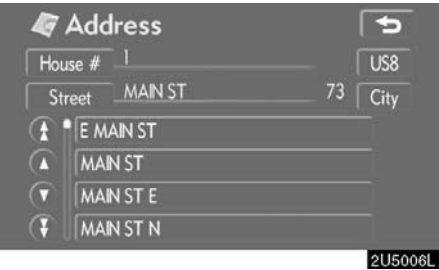 Address
House # 1 US8
Street MAIN ST 73 City
E MAIN ST
MAIN ST
MAIN ST E
MAIN ST N
2U5006L